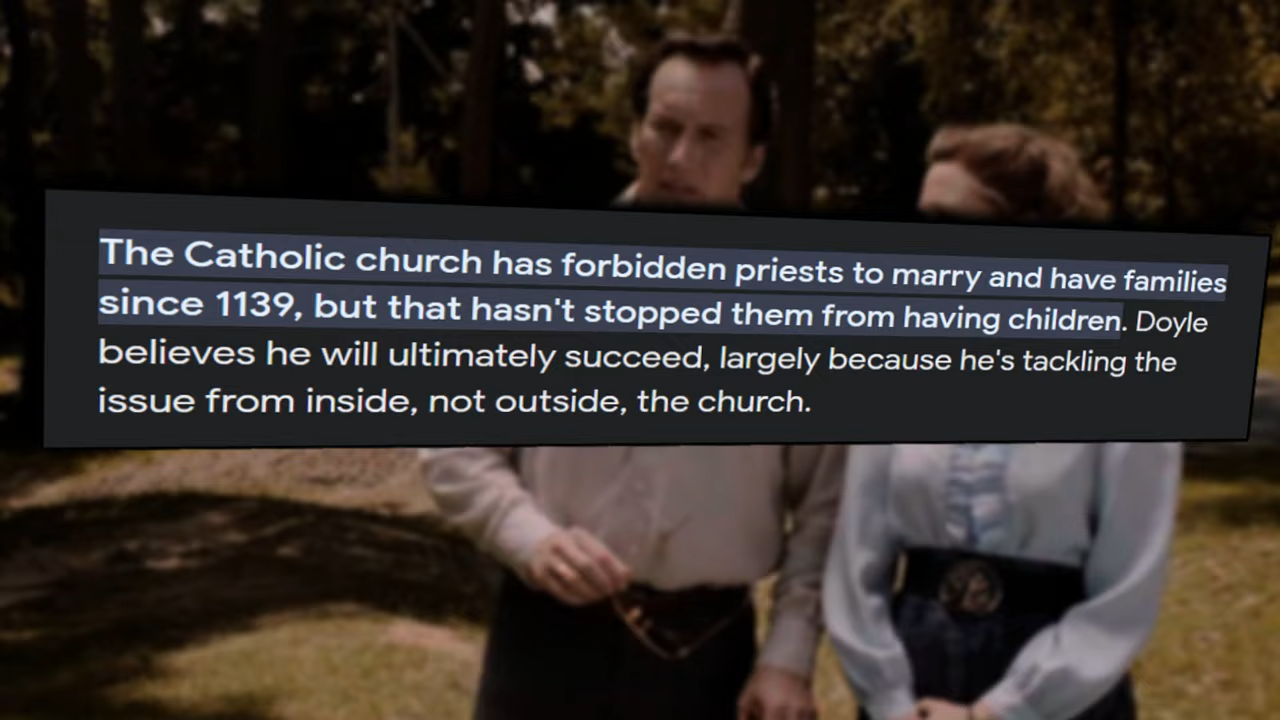 The Catholic church has forbidden priests to marry and have families
since 1139, but that hasn't stopped them from having children. Doyle
believes he will ultimately succeed, largely because he's tackling the
issue from inside, not outside, the church.